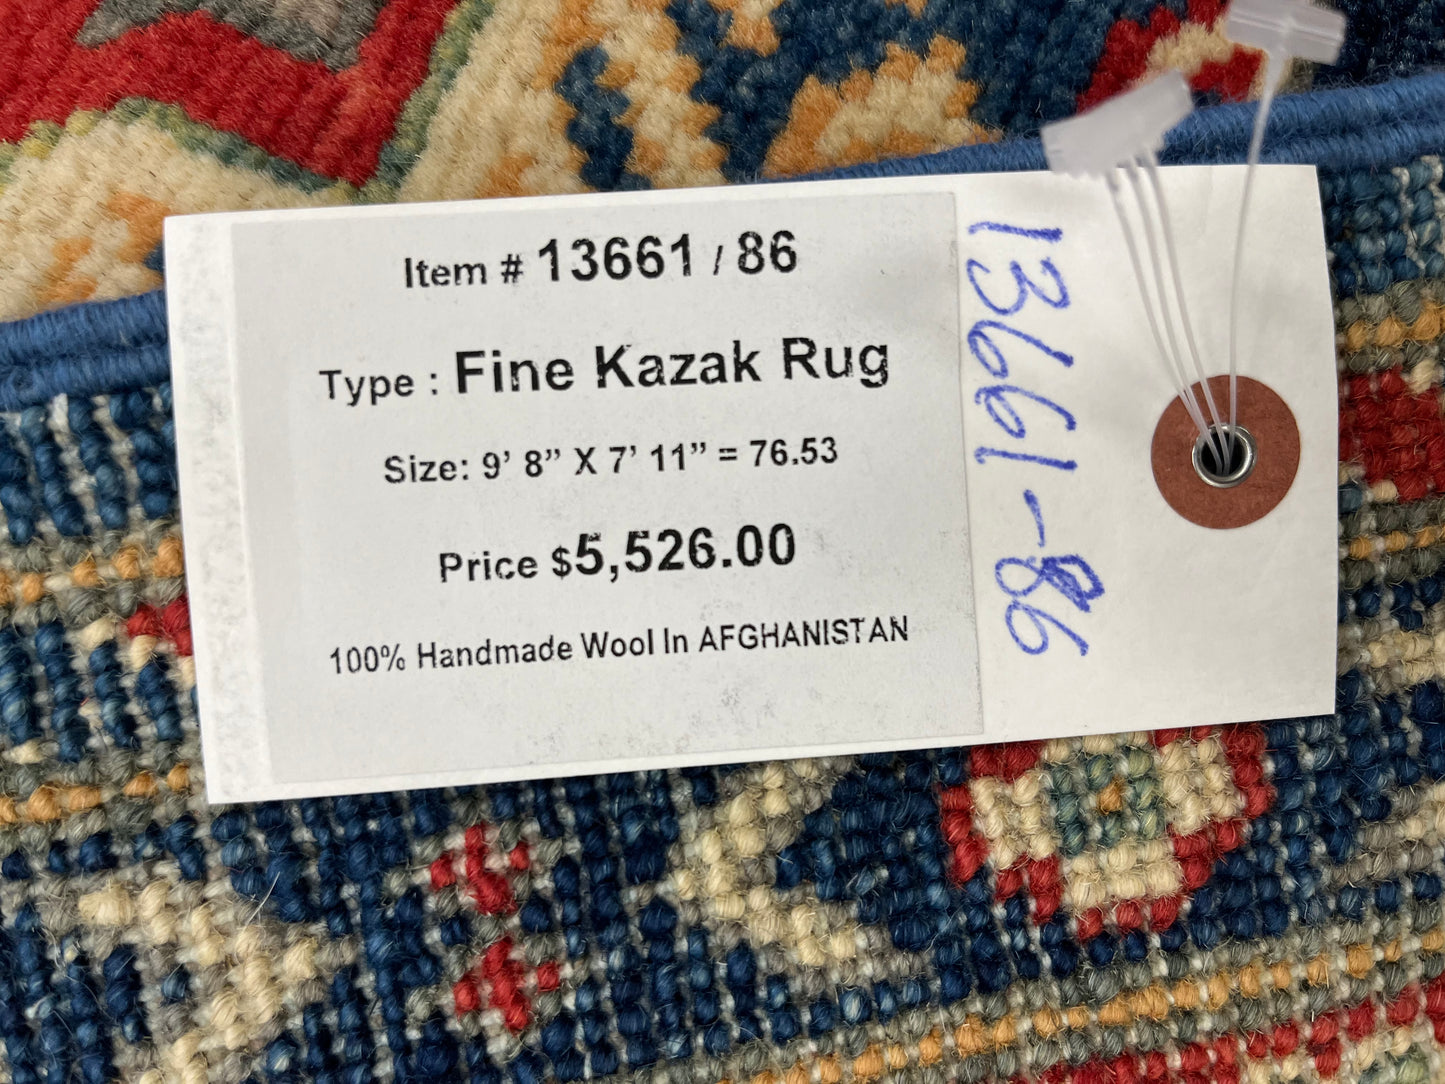 Item # 13661 / 86
Type : Fine Kazak Rug
Size: 9’ 8” X 7’ 11” = 76.53
Price $5,526.00
100% Handmade Wool In AFGHANISTAN
13661-86